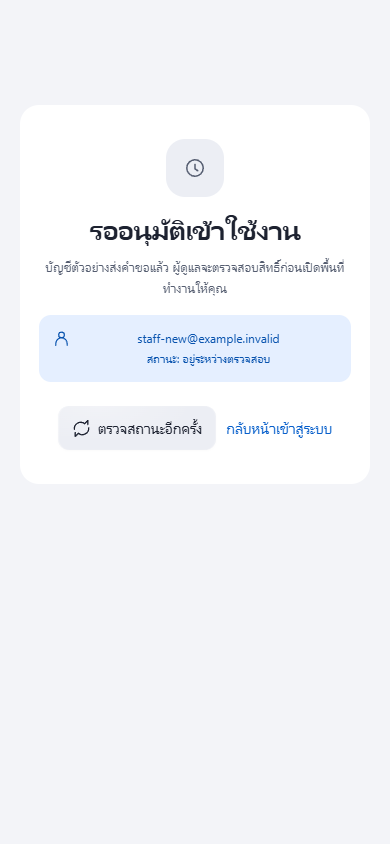 รออนุมัติเข้าใช้งาน
บัญชีตัวอย่างส่งคำขอแล้ว ผู้ดูแลจะตรวจสอบสิทธิ์ก่อนเปิดพื้นที่
ทำงานให้คุณ
staff-new@example.invalid
สถานะ: อยู่ระหว่างตรวจสอบ
ตรวจสถานะอีกครั้ง
กลับหน้าเข้าสู่ระบบ